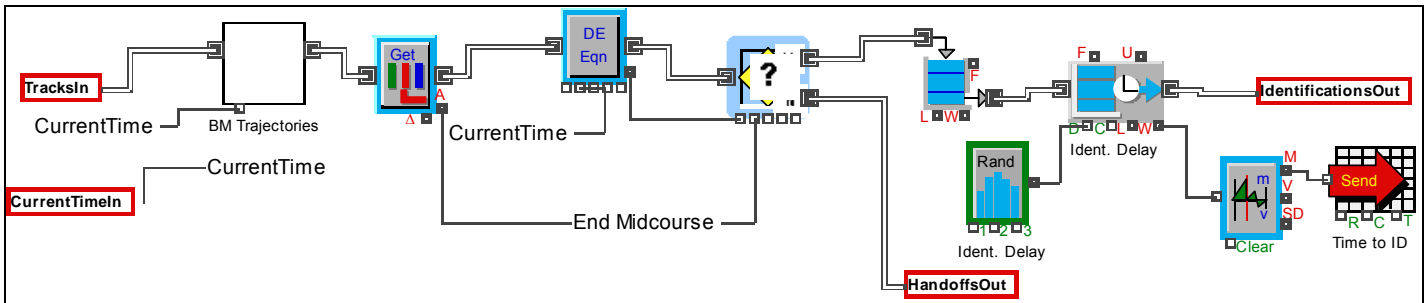 TracksIn
CurrentTime
BM Trajectories
CurrentTime
CurrentTimeIn
Get
A
Δ
DE
Eqn
CurrentTime
End Midcourse
?
F
L W
F U
D C L W
Ident. Delay
IdentificationsOut
Rand
1 2 3
Ident. Delay
HandoffsOut
m
v
M
V
SD
Clear
Send
R C T
Time to ID